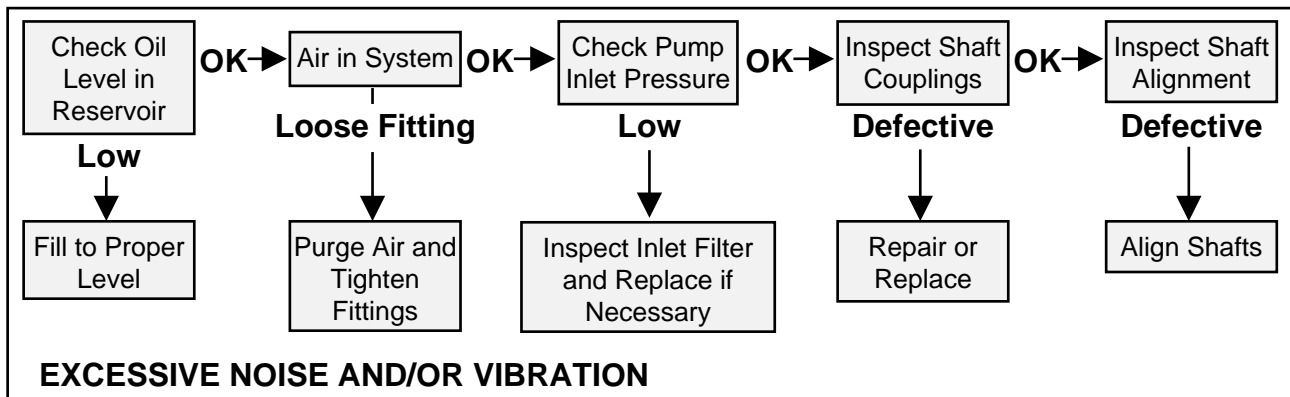 Check Oil
Level in
Reservoir
OK
Air in System
OK
Check Pump
Inlet Pressure
OK
Inspect Shaft
Couplings
OK
Inspect Shaft
Alignment
Low
Loose Fitting
Low
Defective
Defective
Fill to Proper
Level
Purge Air and
Tighten
Fittings
Inspect Inlet Filter
and Replace if
Necessary
Repair or
Replace
Align Shafts
EXCESSIVE NOISE AND/OR VIBRATION